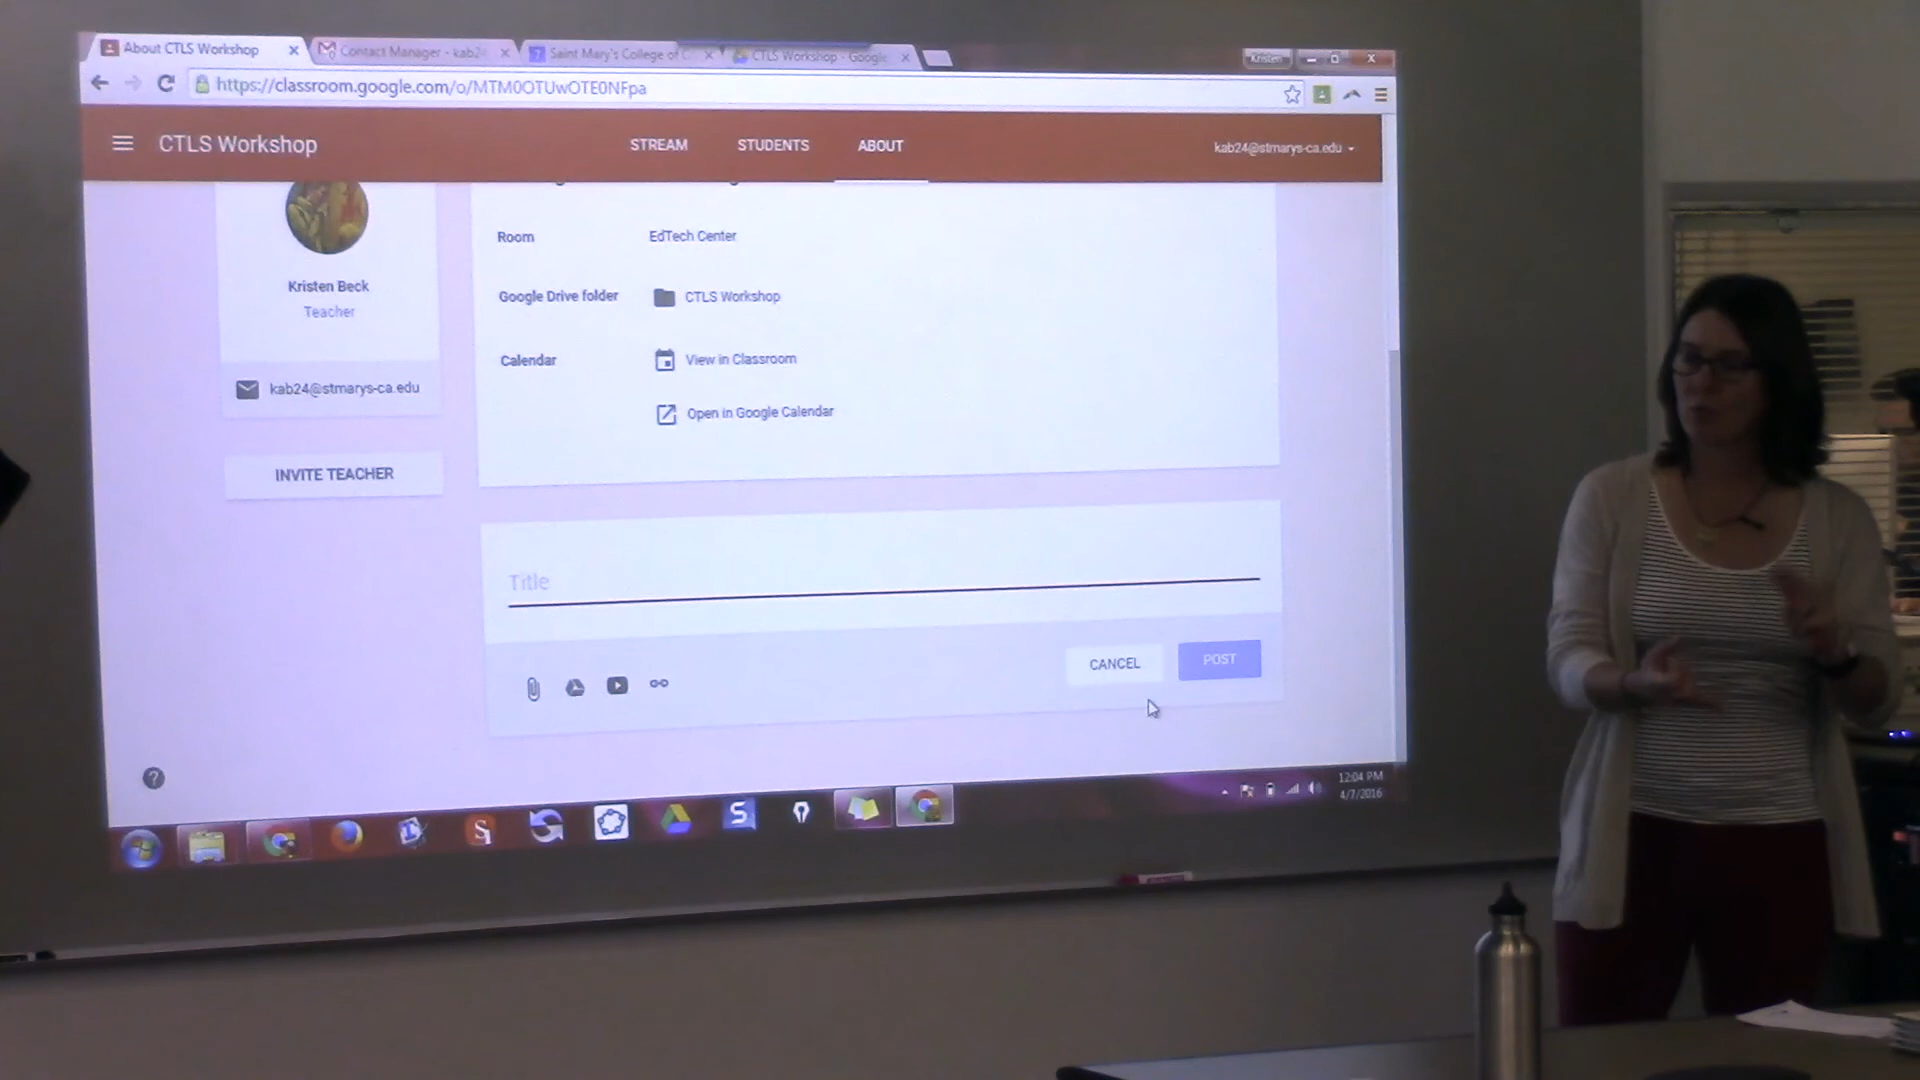 About CTLS Workshop
Contact Manager - kab24
Saint Mary's College of C
CTLS Workshop - Google
Kristen
https://classroom.google.com/o/MTM0OTUwOTE0NFpa
CTLS Workshop
STREAM
STUDENTS
ABOUT
kab24@stmarys-ca.edu
Room
EdTech Center
Kristen Beck
Teacher
Google Drive folder
CTLS Workshop
Calendar
View in Classroom
kab24@stmarys-ca.edu
Open in Google Calendar
INVITE TEACHER
Title
CANCEL
POST
12:04 PM
4/7/2016